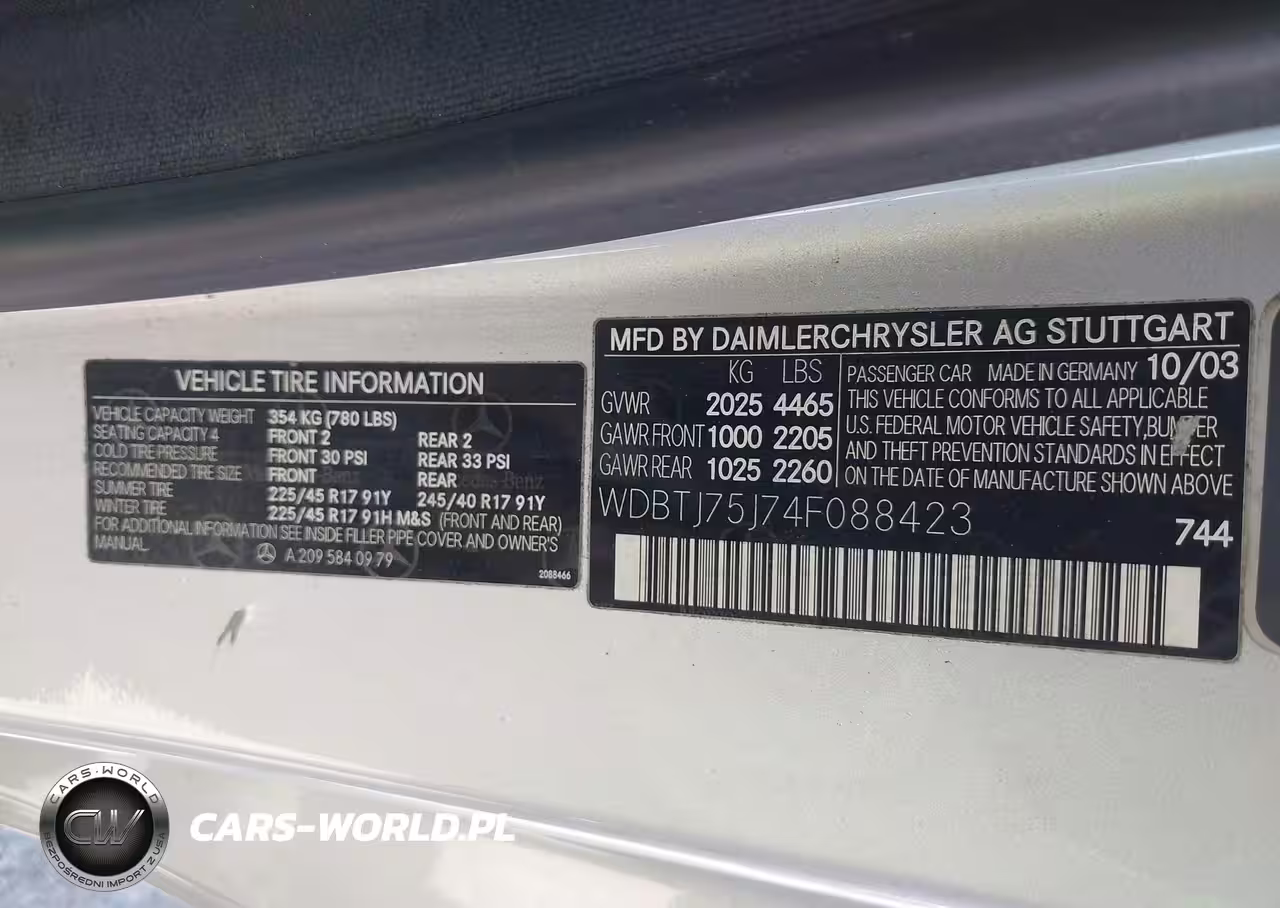 VEHICLE TIRE INFORMATION
VEHICLE CAPACITY WEIGHT 354 KG (780 LBS)
SEATING CAPACITY 4 FRONT 2 REAR 2
COLD TIRE PRESSURE FRONT 30 PSI REAR 33 PSI
RECOMMENDED TIRE SIZE FRONT REAR
SUMMER TIRE 225/45 R17 91Y 245/40 R17 91Y
WINTER TIRE 225/45 R17 91H M&S (FRONT AND REAR)
FOR ADDITIONAL INFORMATION SEE INSIDE FILLER PIPE COVER AND OWNER'S
MANUAL.
A 209 584 09 79
2088466
MFD BY DAIMLERCHRYSLER AG STUTTGART
KG LBS
GVWR 2025 4465
GAWR FRONT 1000 2205
GAWR REAR 1025 2260
PASSENGER CAR MADE IN GERMANY 10/03
THIS VEHICLE CONFORMS TO ALL APPLICABLE
U.S. FEDERAL MOTOR VEHICLE SAFETY, BUMPER
AND THEFT PREVENTION STANDARDS IN EFFECT
ON THE DATE OF MANUFACTURE SHOWN ABOVE
WDBTJ75J74F088423
744
CARS-WORLD
CW
BEZPOŚREDNI IMPORT Z USA
CARS-WORLD.PL